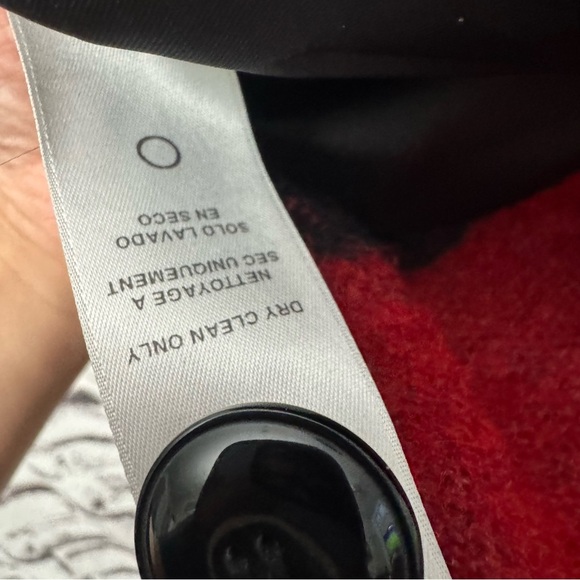 DRY CLEAN ONLY
NETTOYAGE A
SEC UNIQUEMENT
SOLO LAVADO
EN SECO